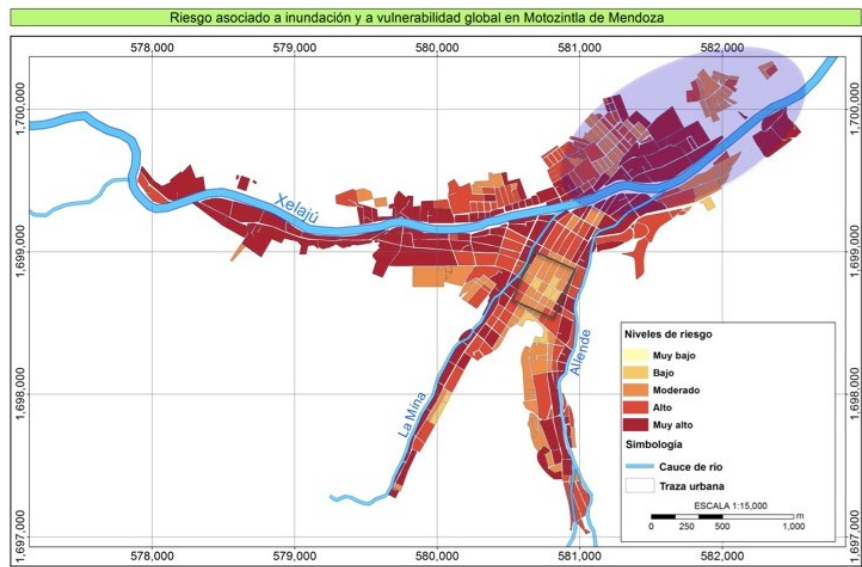 Riesgo asociado a inundación y a vulnerabilidad global en Motozintla de Mendoza
578,000 579,000 580,000 581,000 582,000
1,700,000
1,700,000
Xelajú
1,699,000
1,699,000
Allende
La Mina
1,698,000
1,698,000
Niveles de riesgo
Muy bajo
Bajo
Moderado
Alto
Muy alto
Simbología
Cauce de río
Traza urbana
ESCALA 1:15,000
0 250 500 1,000 m
1,697,000
1,697,000
578,000 579,000 580,000 581,000 582,000